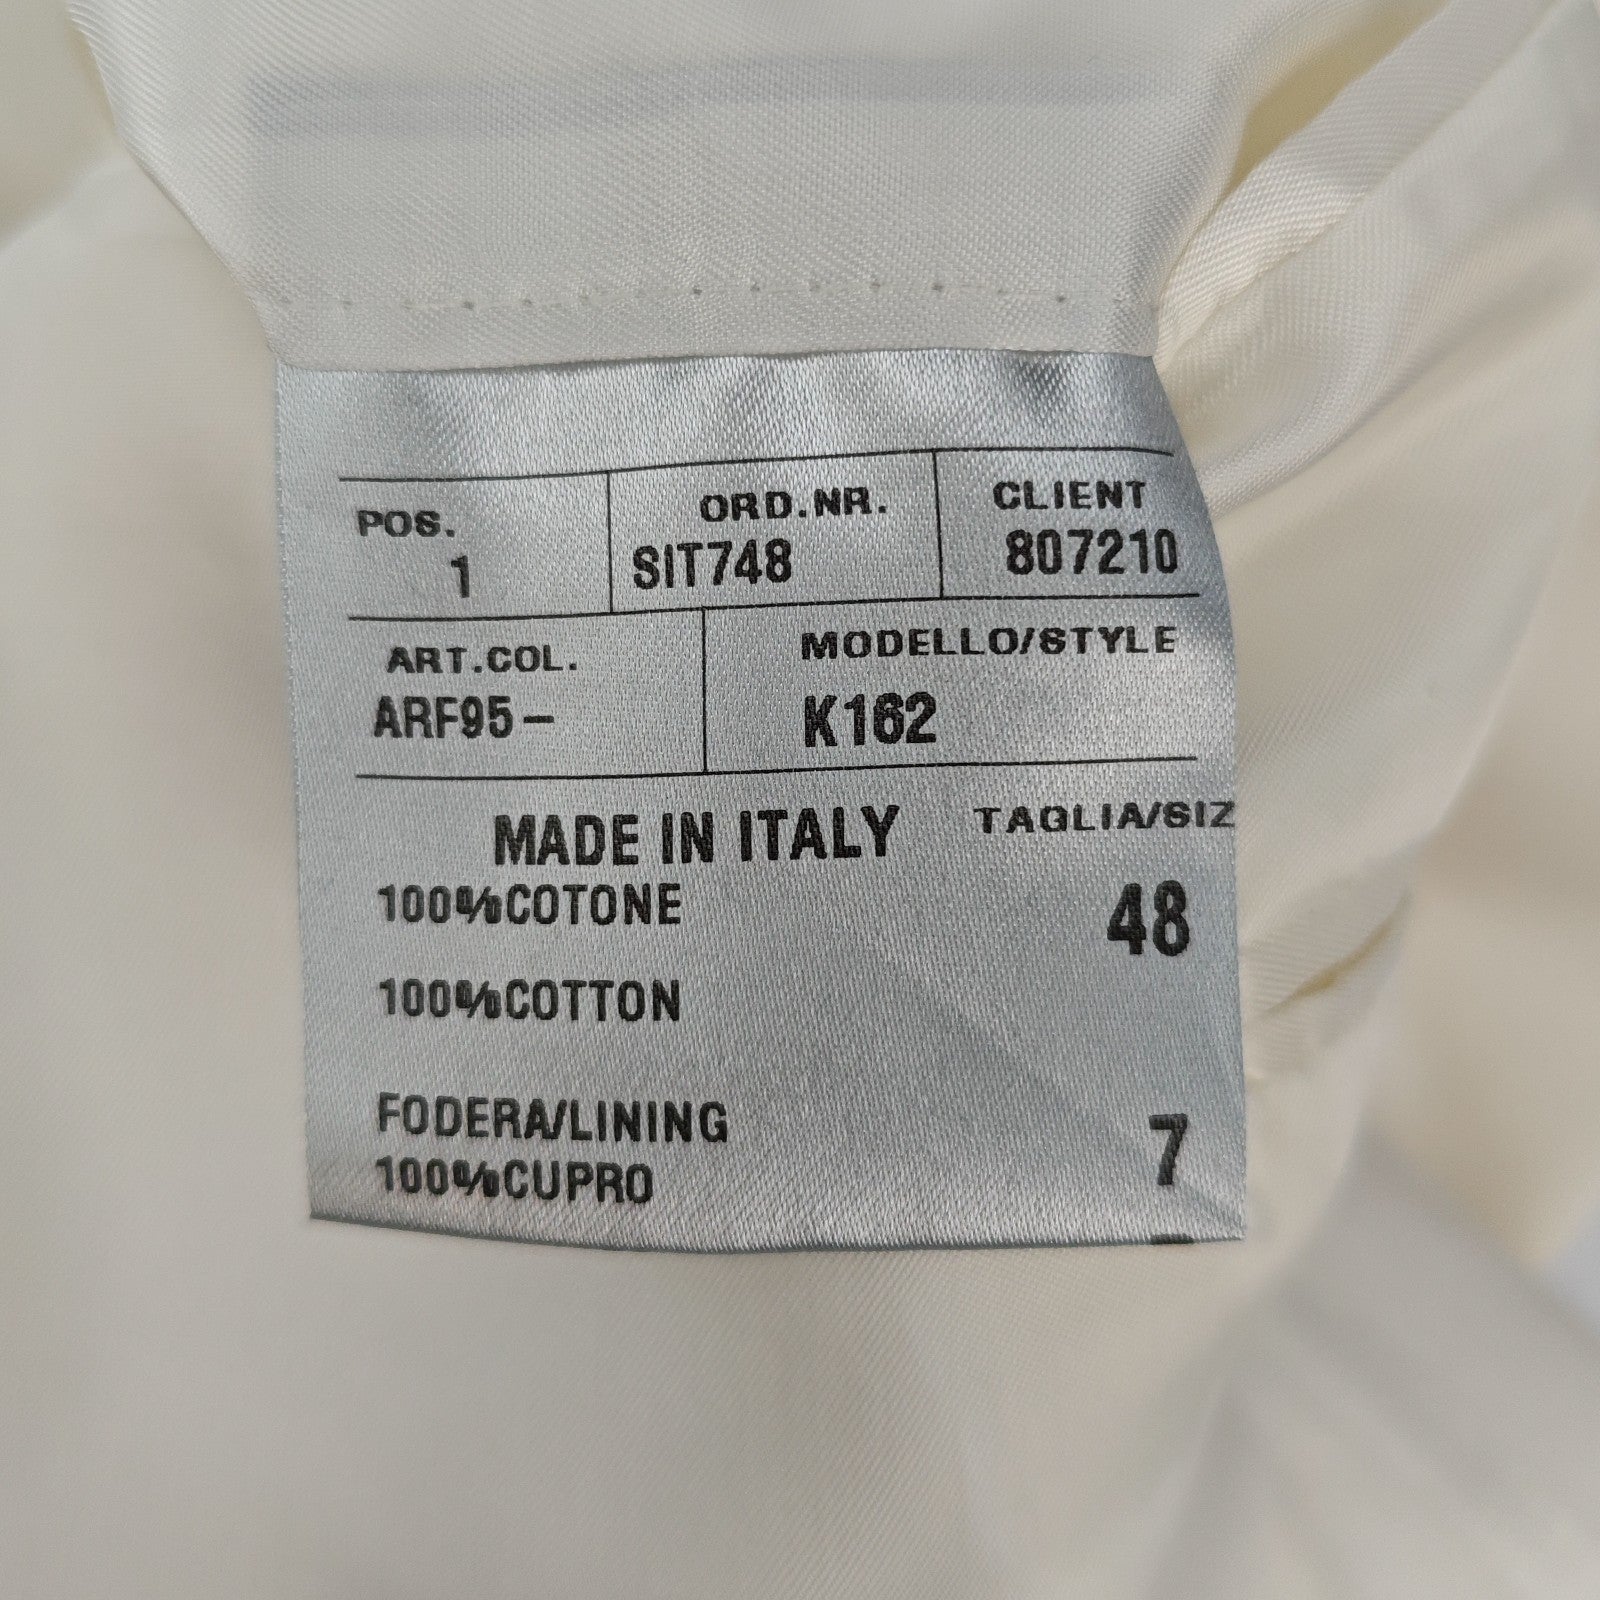 POS. ORD.NR. CLIENT
1 SIT748 807210
ART.COL. MODELLO/STYLE
ARF95- K162
MADE IN ITALY TAGLIA/SIZ
100%COTONE 48
100%COTTON
FODERA/LINING 7
100%CUPRO